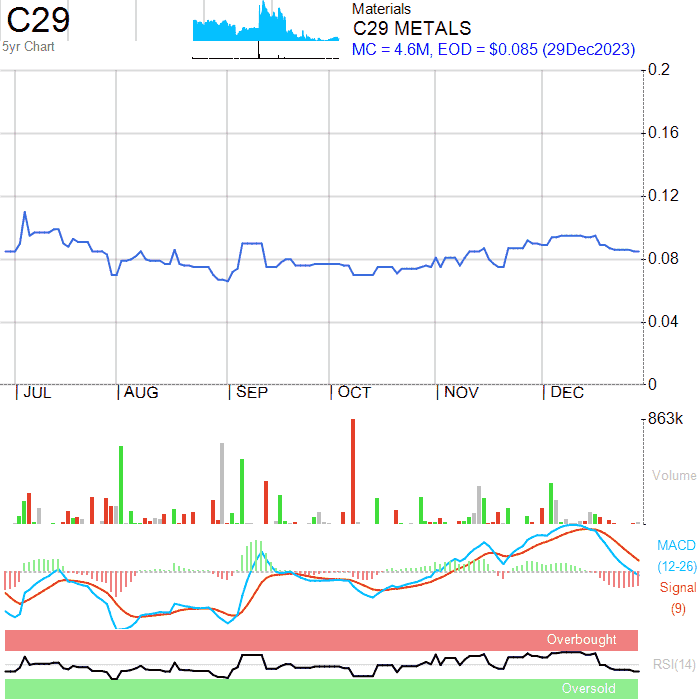 C29
5yr Chart
Materials
C29 METALS
MC = 4.6M, EOD = $0.085 (29Dec2023)
0.2
0.16
0.12
0.08
0.04
0
JUL AUG SEP OCT NOV DEC
863k
Volume
MACD
(12-26)
Signal
(9)
Overbought
RSI(14)
Oversold